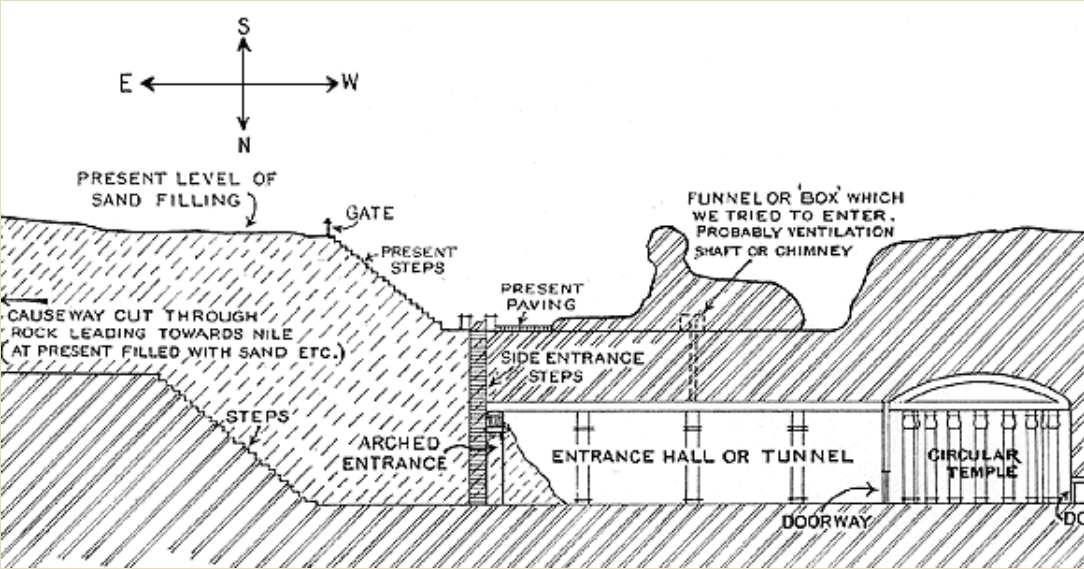 S
E
W
N
PRESENT LEVEL OF
SAND FILLING
GATE
PRESENT
STEPS
FUNNEL OR 'BOX' WHICH
WE TRIED TO ENTER.
PROBABLY VENTILATION
SHAFT OR CHIMNEY
PRESENT
PAVING
CAUSEWAY CUT THROUGH
ROCK LEADING TOWARDS NILE
(AT PRESENT FILLED WITH SAND ETC.)
SIDE ENTRANCE
STEPS
STEPS
ARCHED
ENTRANCE
ENTRANCE HALL OR TUNNEL
CIRCULAR
TEMPLE
DOORWAY